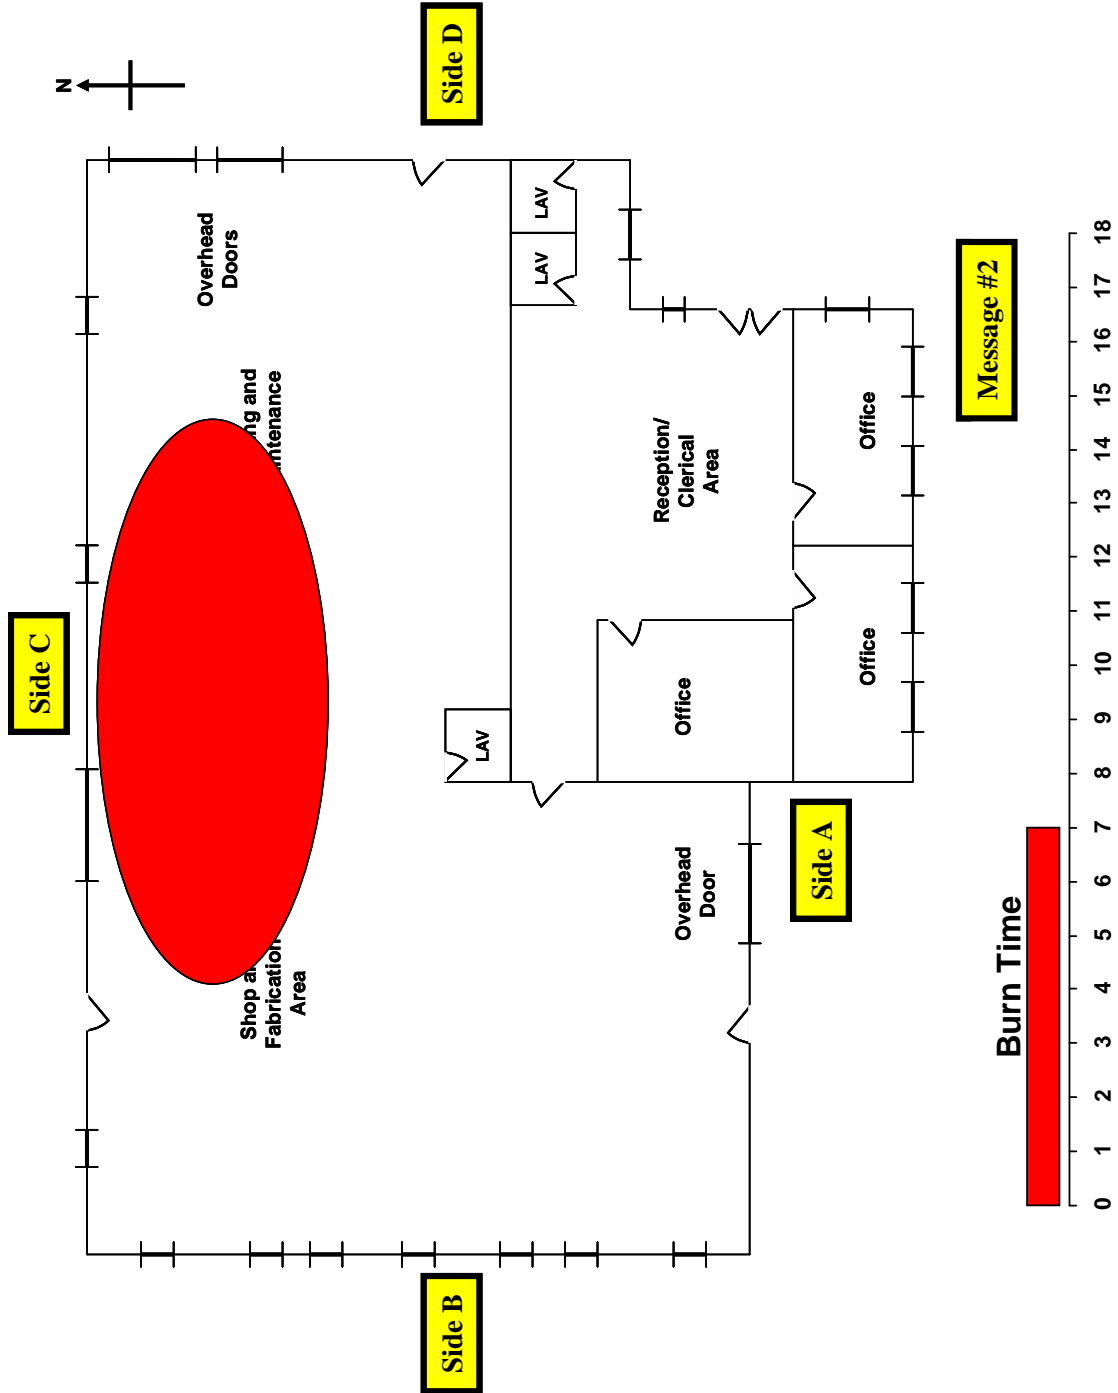 Side C
N
Side D
Side B
Side A
Overhead
Doors
ng and
ntenance
Shop a
Fabrication
Area
LAV
LAV
LAV
Reception/
Clerical
Area
Office
Office
Office
Overhead
Door
Message #2
Burn Time
0 1 2 3 4 5 6 7 8 9 10 11 12 13 14 15 16 17 18